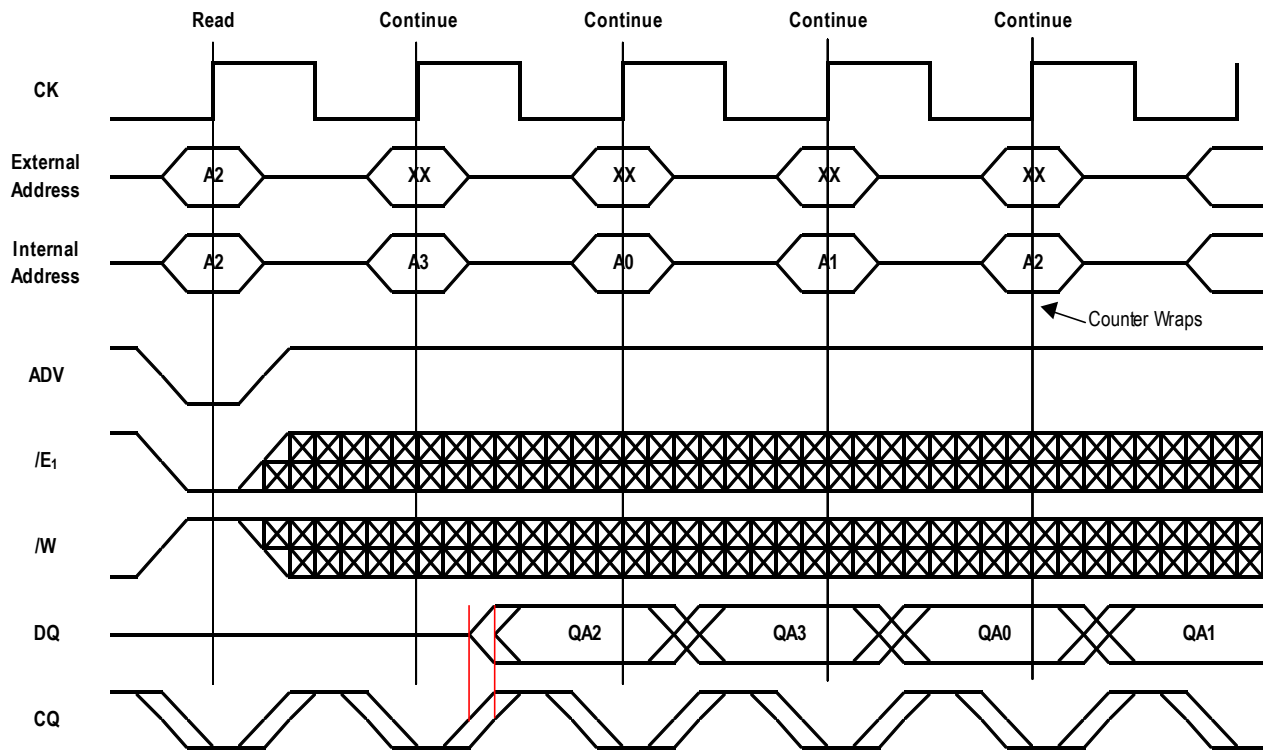 Read Continue Continue Continue Continue
CK
External
Address
A2 XX XX XX XX
Internal
Address
A2 A3 A0 A1 A2
Counter Wraps
ADV
/E₁
/W
DQ QA2 QA3 QA0 QA1
CQ